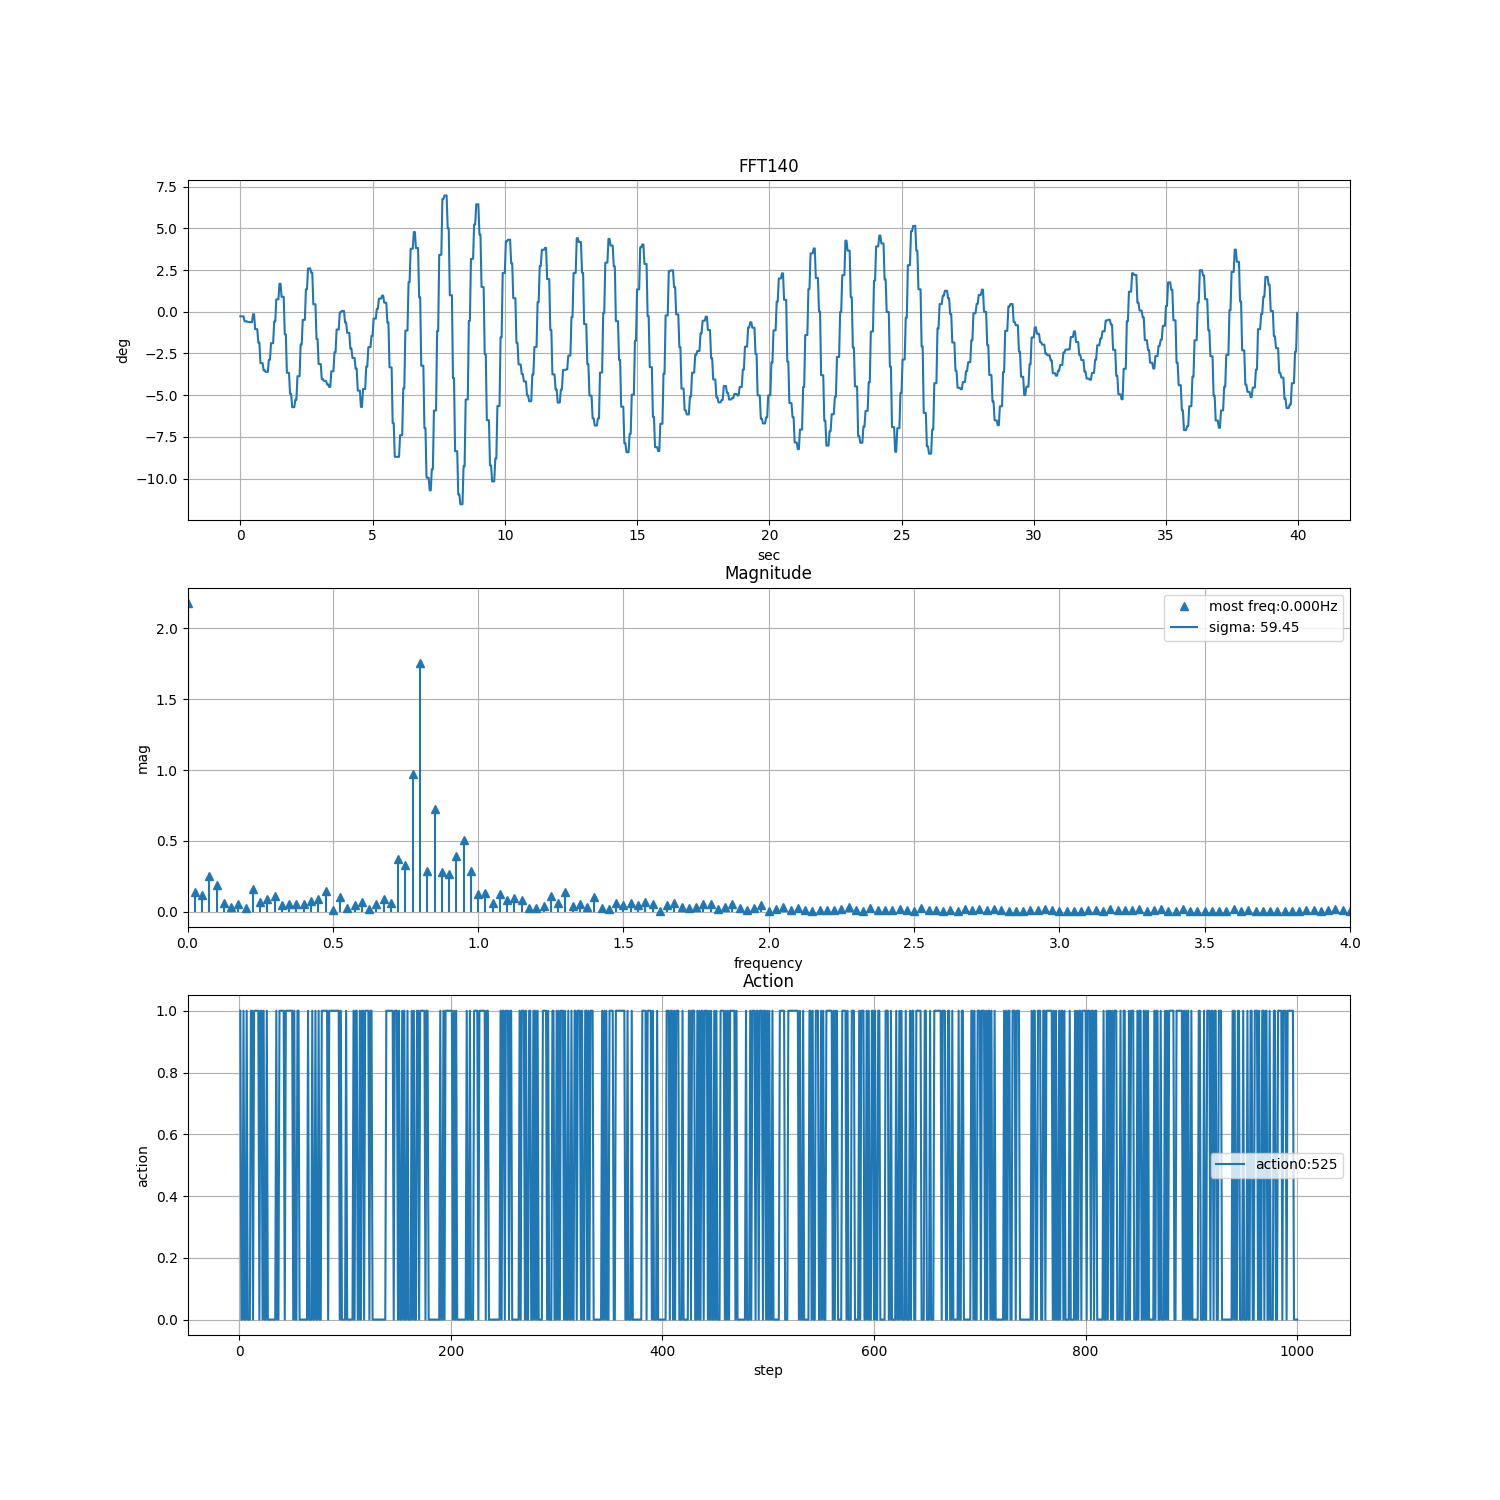 FFT140
7.5
5.0
2.5
0.0
−2.5
−5.0
−7.5
−10.0
deg
0 5 10 15 20 25 30 35 40
sec
Magnitude
most freq:0.000Hz
sigma: 59.45
2.0
1.5
1.0
0.5
0.0
mag
0.0 0.5 1.0 1.5 2.0 2.5 3.0 3.5 4.0
frequency
Action
1.0
0.8
0.6
0.4
0.2
0.0
action
action0:525
0 200 400 600 800 1000
step